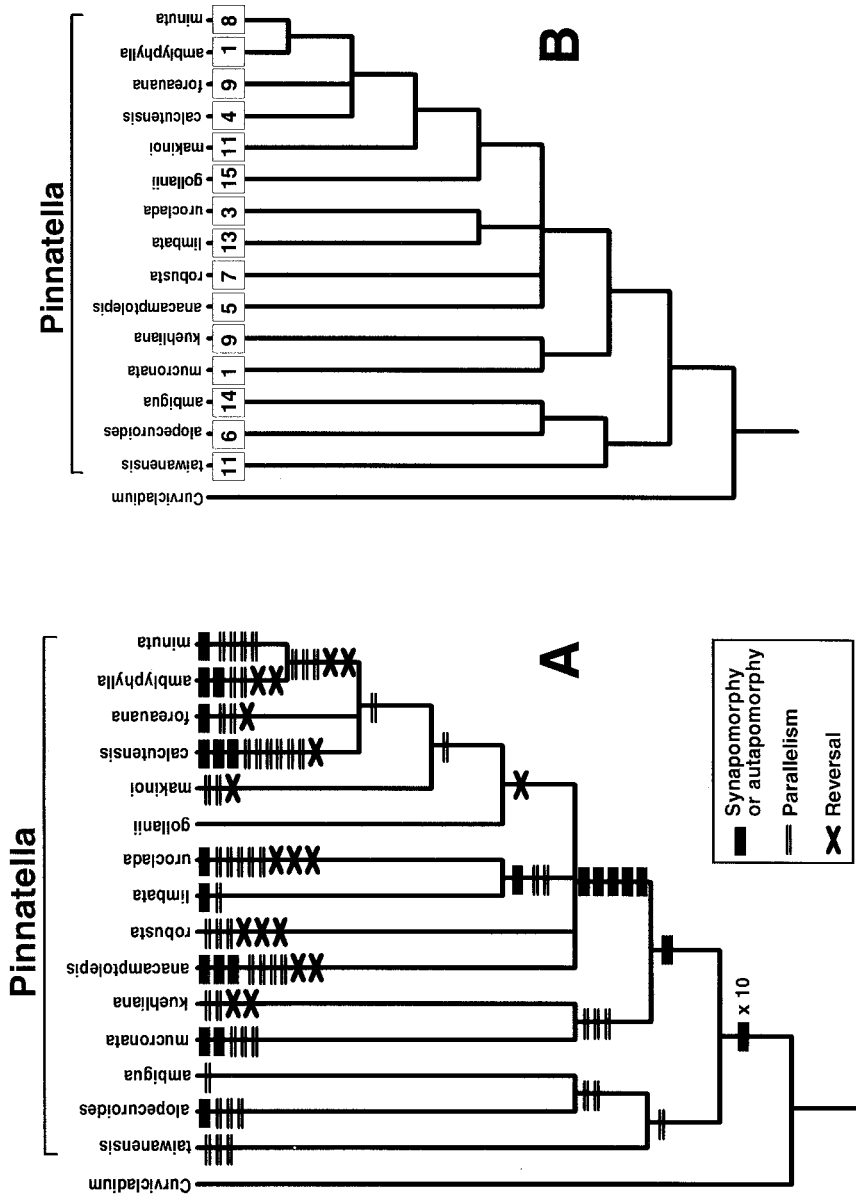 Pinnatella
Curvicladium
taiwanensis
alopecuroides
ambigua
mucronata
kuehliana
anacamptolepis
robusta
limbata
uroclada
gollanii
makinoi
calcutensis
foreauana
amblyphylla
minuta
x 10
A
Synapomorphy
or autapomorphy
Parallelism
Reversal
Pinnatella
Curvicladium
taiwanensis
alopecuroides
ambigua
mucronata
kuehliana
anacamptolepis
robusta
limbata
uroclada
gollanii
makinoi
calcutensis
foreauana
amblyphylla
minuta
11 6 14 1 9 5 7 13 3 15 11 4 9 1 8
B